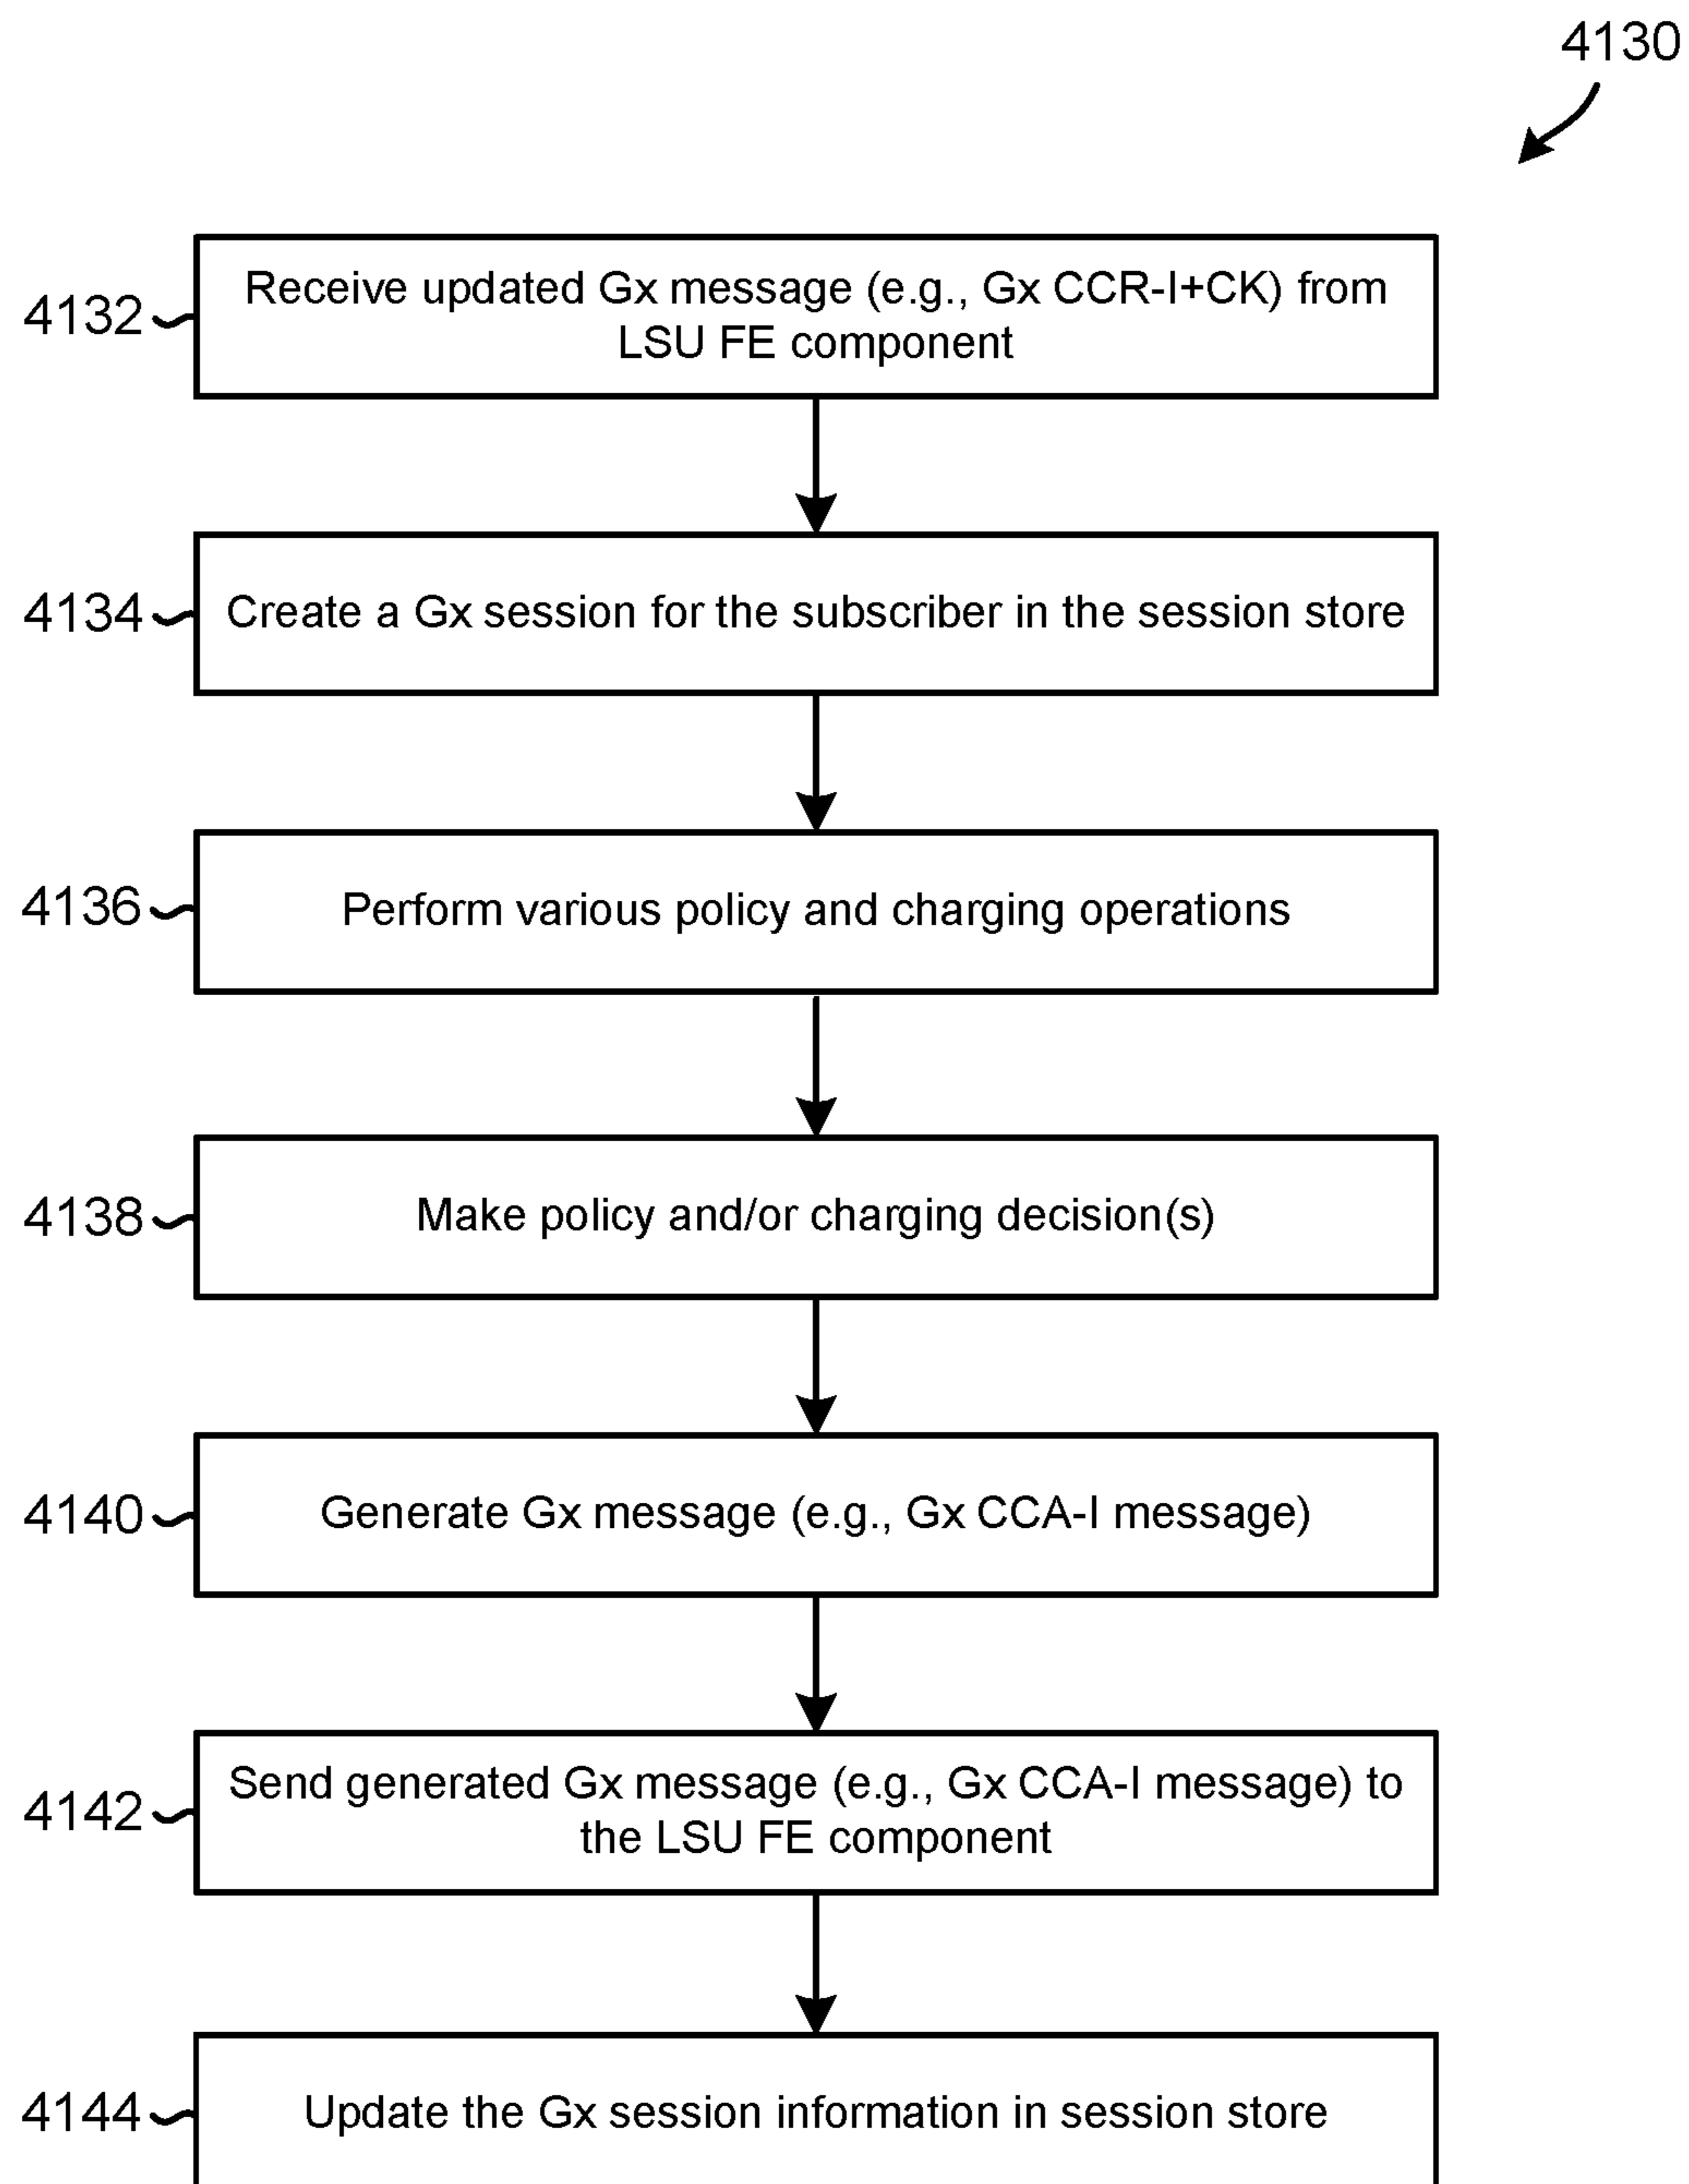 4130
4132
Receive updated Gx message (e.g., Gx CCR-I+CK) from
LSU FE component
4134
Create a Gx session for the subscriber in the session store
4136
Perform various policy and charging operations
4138
Make policy and/or charging decision(s)
4140
Generate Gx message (e.g., Gx CCA-I message)
4142
Send generated Gx message (e.g., Gx CCA-I message) to
the LSU FE component
4144
Update the Gx session information in session store